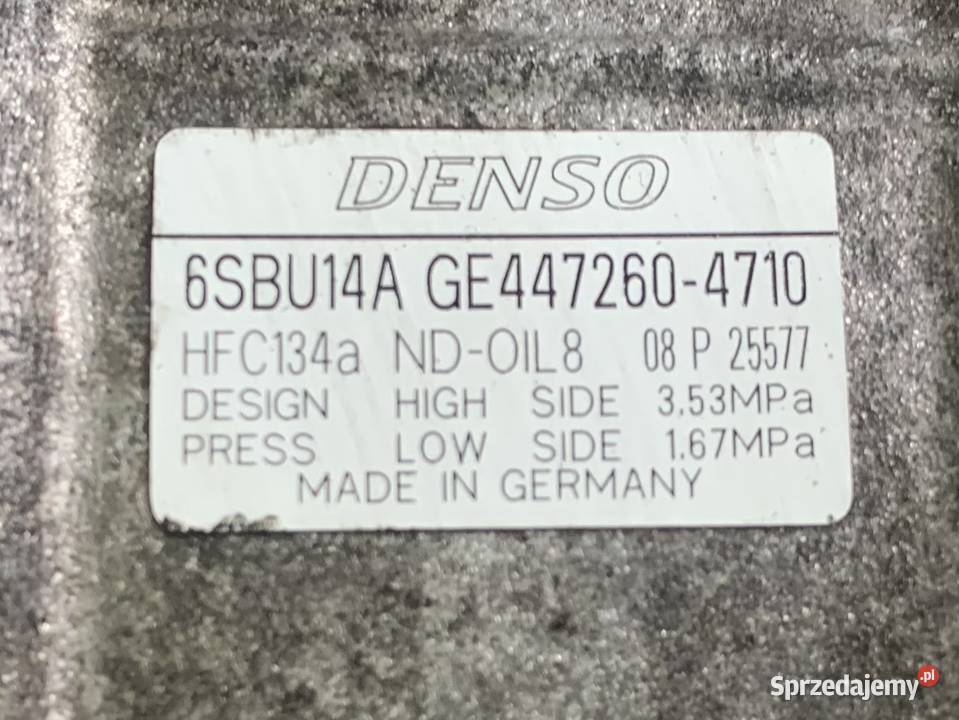 DENSO
6SBU14A GE447260-4710
HFC134a ND-OIL8 08 P 25577
DESIGN HIGH SIDE 3.53MPa
PRESS LOW SIDE 1.67MPa
MADE IN GERMANY
Sprzedajemy.pl